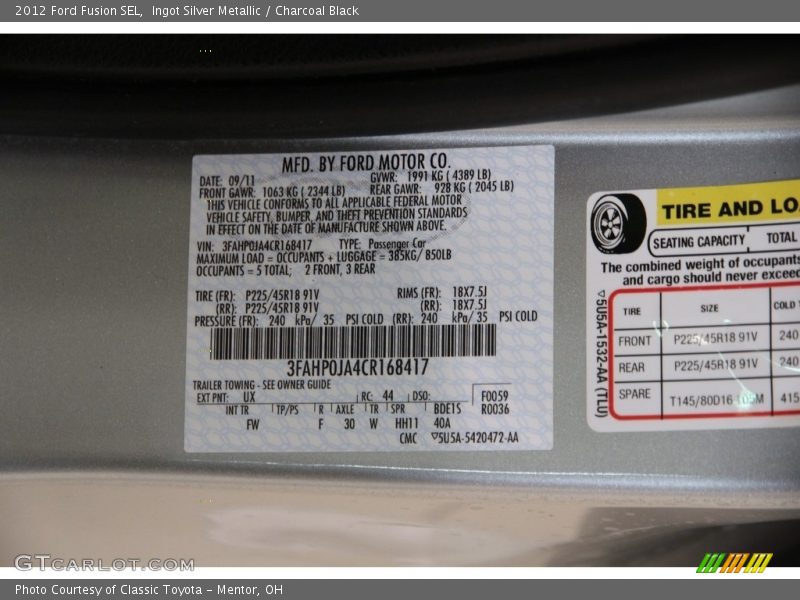 2012 Ford Fusion SEL, Ingot Silver Metallic / Charcoal Black
MFD. BY FORD MOTOR CO.
DATE: 09/11 GVWR: 1991 KG ( 4389 LB)
FRONT GAWR: 1063 KG ( 2344 LB) REAR GAWR: 928 KG ( 2045 LB)
THIS VEHICLE CONFORMS TO ALL APPLICABLE FEDERAL MOTOR
VEHICLE SAFETY, BUMPER, AND THEFT PREVENTION STANDARDS
IN EFFECT ON THE DATE OF MANUFACTURE SHOWN ABOVE.
VIN: 3FAHP0JA4CR168417 TYPE: Passenger Car
MAXIMUM LOAD = OCCUPANTS + LUGGAGE = 385KG/ 850LB
OCCUPANTS = 5 TOTAL; 2 FRONT, 3 REAR
TIRE (FR): P225/45R18 91V RIMS (FR): 18X7.5J
(RR): P225/45R18 91V (RR): 18X7.5J
PRESSURE (FR): 240 kPa/ 35 PSI COLD (RR): 240 kPa/ 35 PSI COLD
3FAHP0JA4CR168417
TRAILER TOWING - SEE OWNER GUIDE
EXT PNT: UX RC: 44 DSO: F0059
INT TR TP/PS R AXLE TR SPR BDE1S R0036
FW F 30 W HH11 40A
CMC ▽5U5A-5420472-AA
TIRE AND LOA
SEATING CAPACITY TOTAL
The combined weight of occupants
and cargo should never exceed
▽5U5A-1532-AA (TLU)
TIRE SIZE COLD T
FRONT P225/45R18 91V 240
REAR P225/45R18 91V 240
SPARE T145/80D16 105M 415
GTCARLOT.COM
Photo Courtesy of Classic Toyota - Mentor, OH